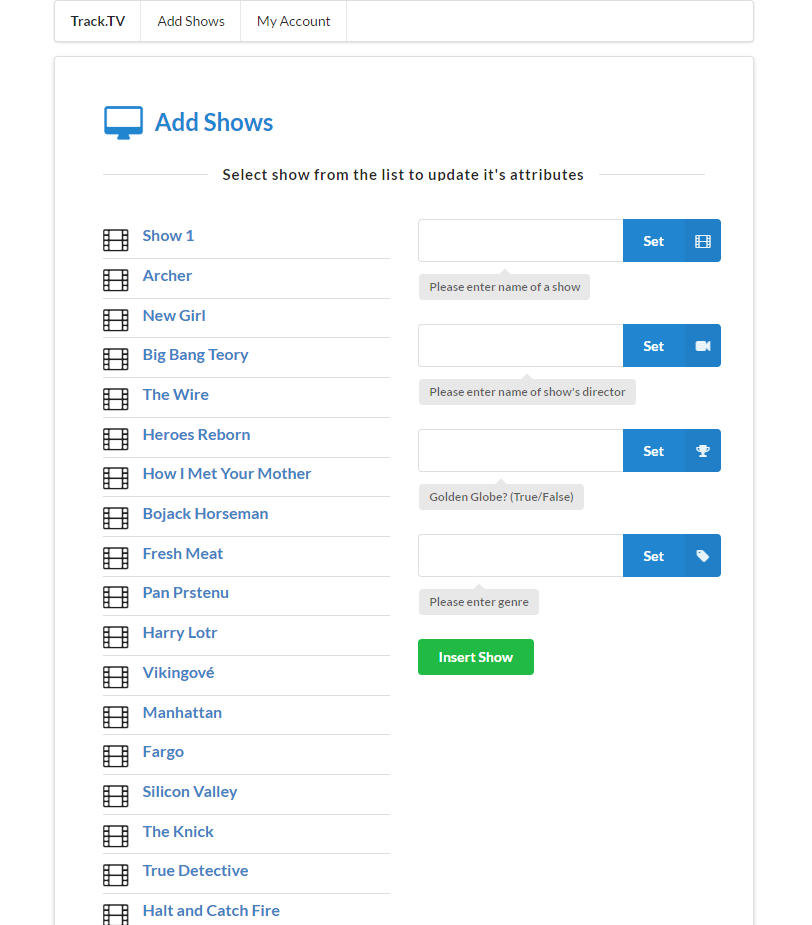 Track.TV Add Shows My Account
Add Shows
Select show from the list to update it's attributes
Show 1
Archer
New Girl
Big Bang Teory
The Wire
Heroes Reborn
How I Met Your Mother
Bojack Horseman
Fresh Meat
Pan Prstenu
Harry Lotr
Vikingové
Manhattan
Fargo
Silicon Valley
The Knick
True Detective
Halt and Catch Fire
Set
Please enter name of a show
Set
Please enter name of show's director
Set
Golden Globe? (True/False)
Set
Please enter genre
Insert Show